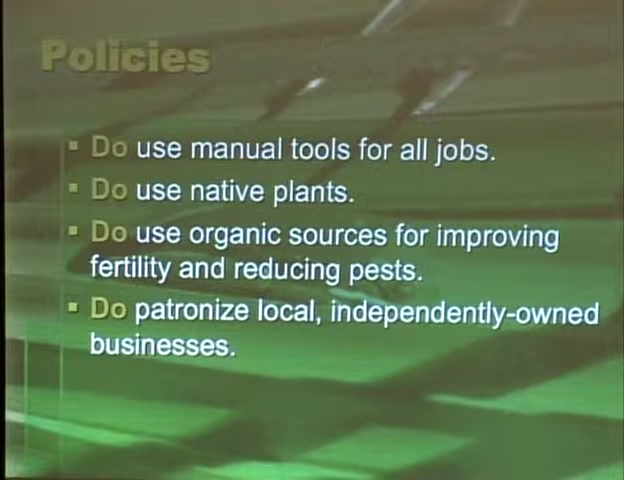 Policies
Do use manual tools for all jobs.
Do use native plants.
Do use organic sources for improving
fertility and reducing pests.
Do patronize local, independently-owned
businesses.